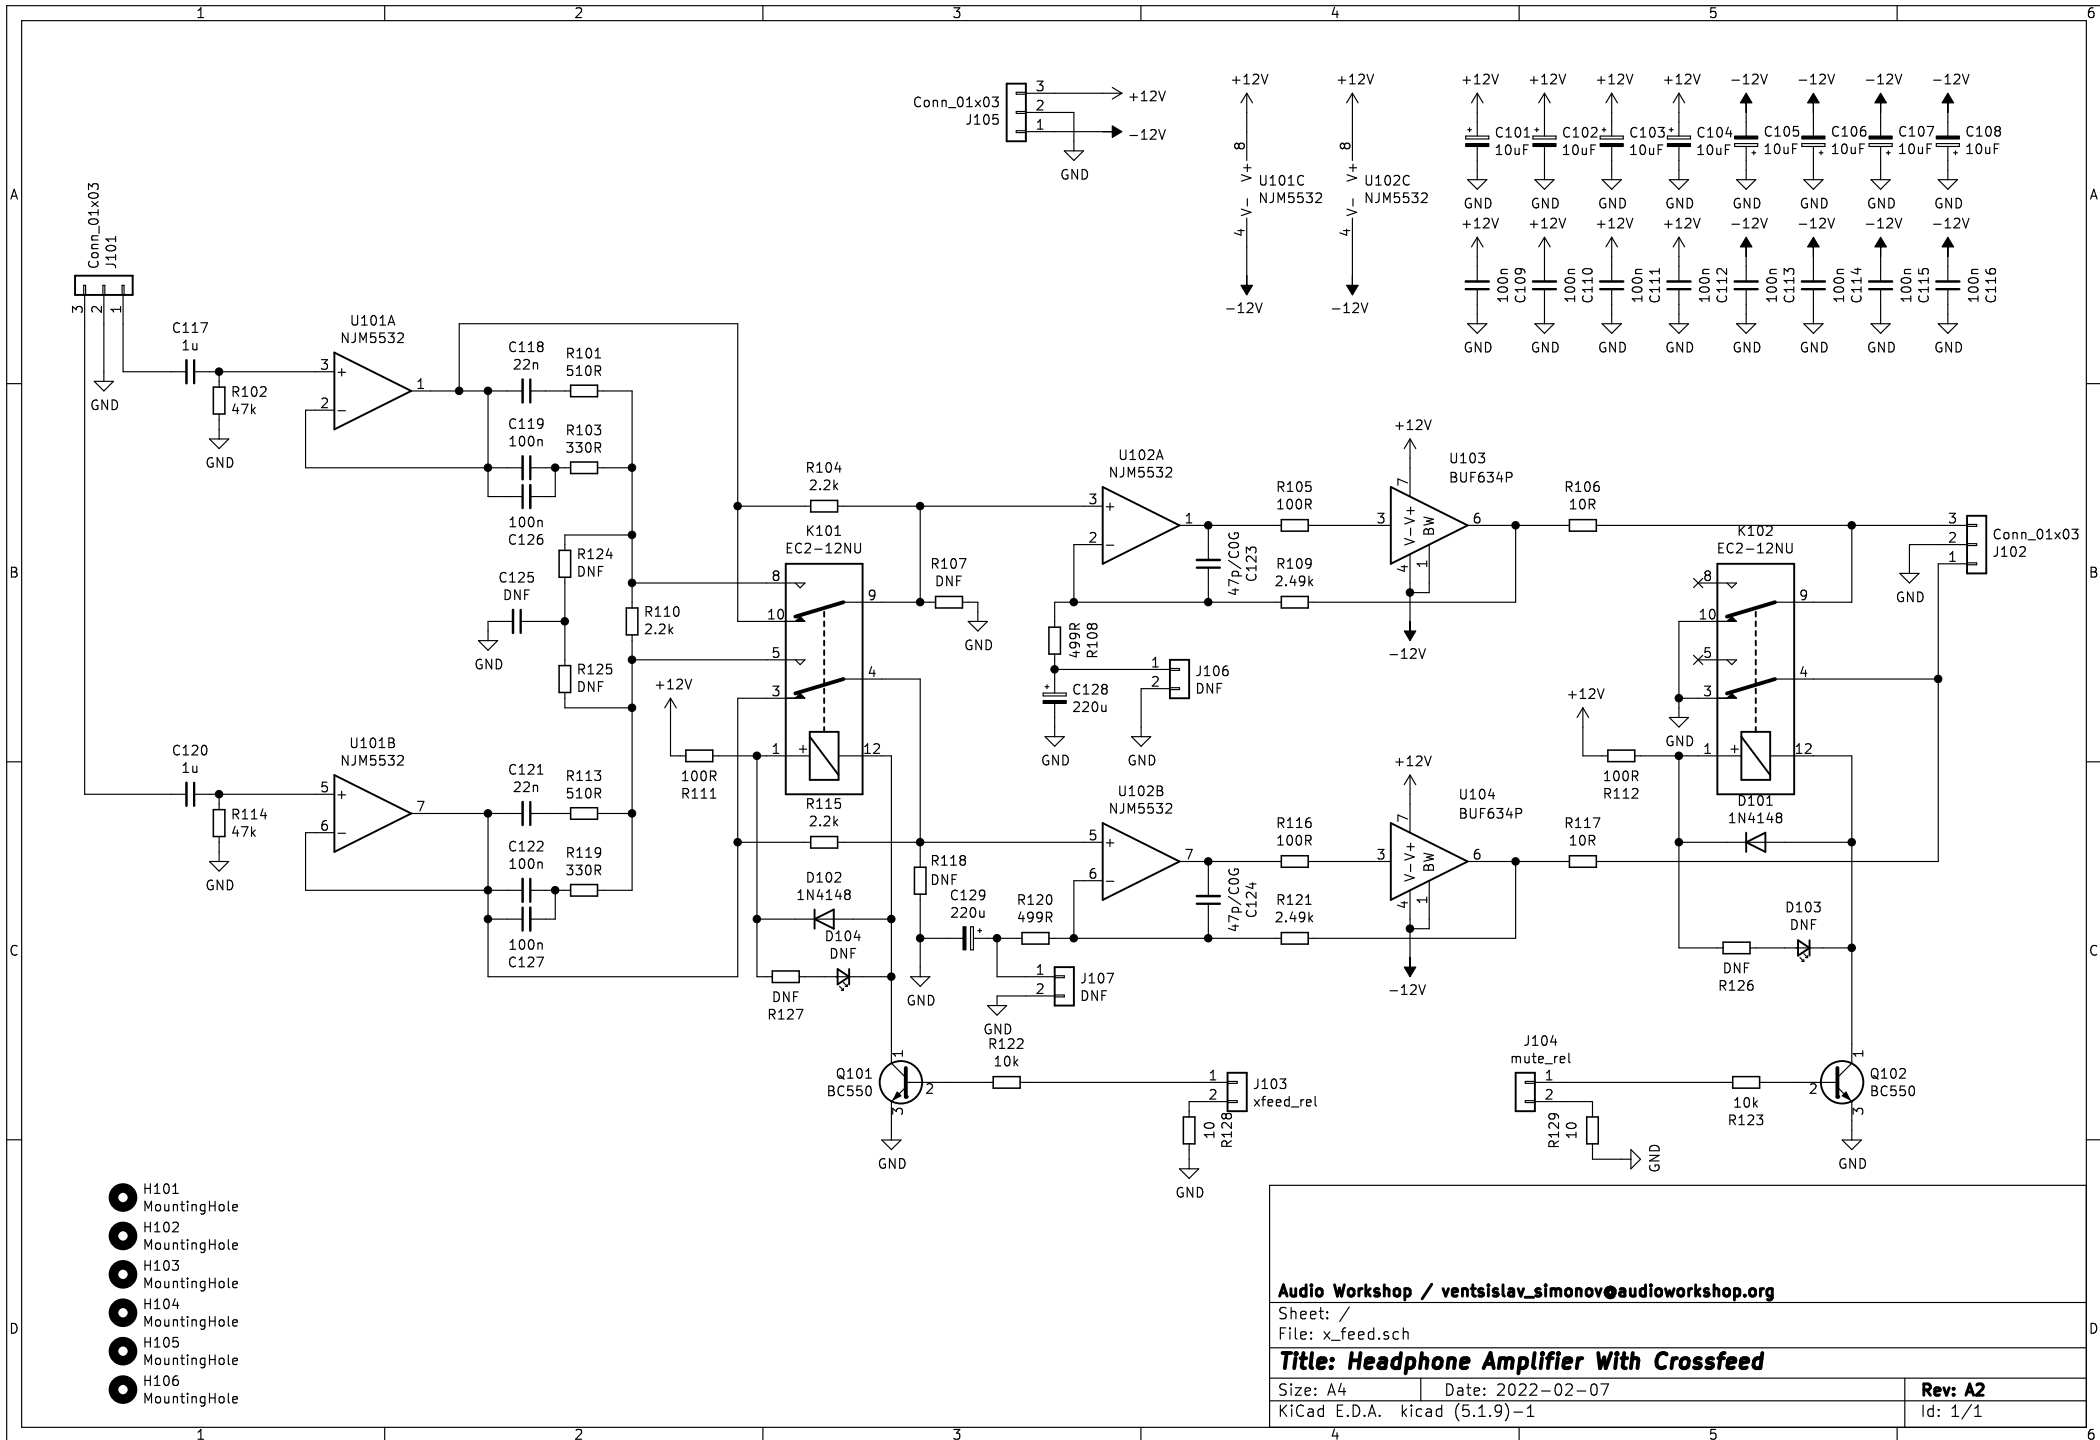 1 2 3 4 5 6
A
B
C
D
A
B
C
D
Conn_01x03
J105
3
2
1
+12V
-12V
GND
+12V
8
V+
V-
4
U101C
NJM5532
-12V
+12V
8
V+
V-
4
U102C
NJM5532
-12V
+12V +12V +12V +12V -12V -12V -12V -12V
C101 C102 C103 C104 C105 C106 C107 C108
10uF 10uF 10uF 10uF 10uF 10uF 10uF 10uF
GND GND GND GND GND GND GND GND
+12V +12V +12V +12V -12V -12V -12V -12V
100n 100n 100n 100n 100n 100n 100n 100n
C109 C110 C111 C112 C113 C114 C115 C116
GND GND GND GND GND GND GND GND
Conn_01x03
J101
3 2 1
GND
C117
1u
R102
47k
GND
U101A
NJM5532
3 +
2 -
1
C118
22n
R101
510R
C119
100n
R103
330R
100n
C126
R124
DNF
C125
DNF
GND
R125
DNF
R110
2.2k
C120
1u
R114
47k
GND
U101B
NJM5532
5 +
6 -
7
C121
22n
R113
510R
C122
100n
R119
330R
100n
C127
R104
2.2k
K101
EC2-12NU
8
10
5
3
9
4
1 +
12
+12V
100R
R111
R115
2.2k
D102
1N4148
D104
DNF
DNF
R127
R107
DNF
GND
R118
DNF
GND
C129
220u
+
R120
499R
J107
DNF
1
2
GND
U102A
NJM5532
3 +
2 -
1
47p/C0G
C123
R105
100R
R109
2.49k
499R
R108
+
C128
220u
GND
J106
DNF
1
2
GND
U102B
NJM5532
5 +
6 -
7
47p/C0G
C124
R116
100R
R121
2.49k
+12V
U103
BUF634P
7
3
V-V+
BW
6
4 1
-12V
R106
10R
+12V
U104
BUF634P
7
3
V-V+
BW
6
4 1
-12V
R117
10R
K102
EC2-12NU
8
10
5
3
9
4
1 +
12
GND
+12V
100R
R112
D101
1N4148
D103
DNF
DNF
R126
3
2
1
Conn_01x03
J102
GND
Q101
BC550
1
2
3
GND
R122
10k
1
2
J103
xfeed_rel
10
R128
GND
J104
mute_rel
1
2
R129
10
GND
10k
R123
Q102
BC550
1
2
3
GND
H101
MountingHole
H102
MountingHole
H103
MountingHole
H104
MountingHole
H105
MountingHole
H106
MountingHole
Audio Workshop / ventsislav_simonov@audioworkshop.org
Sheet: /
File: x_feed.sch
Title: Headphone Amplifier With Crossfeed
Size: A4 Date: 2022-02-07 Rev: A2
KiCad E.D.A. kicad (5.1.9)-1 Id: 1/1
1 2 3 4 5 6